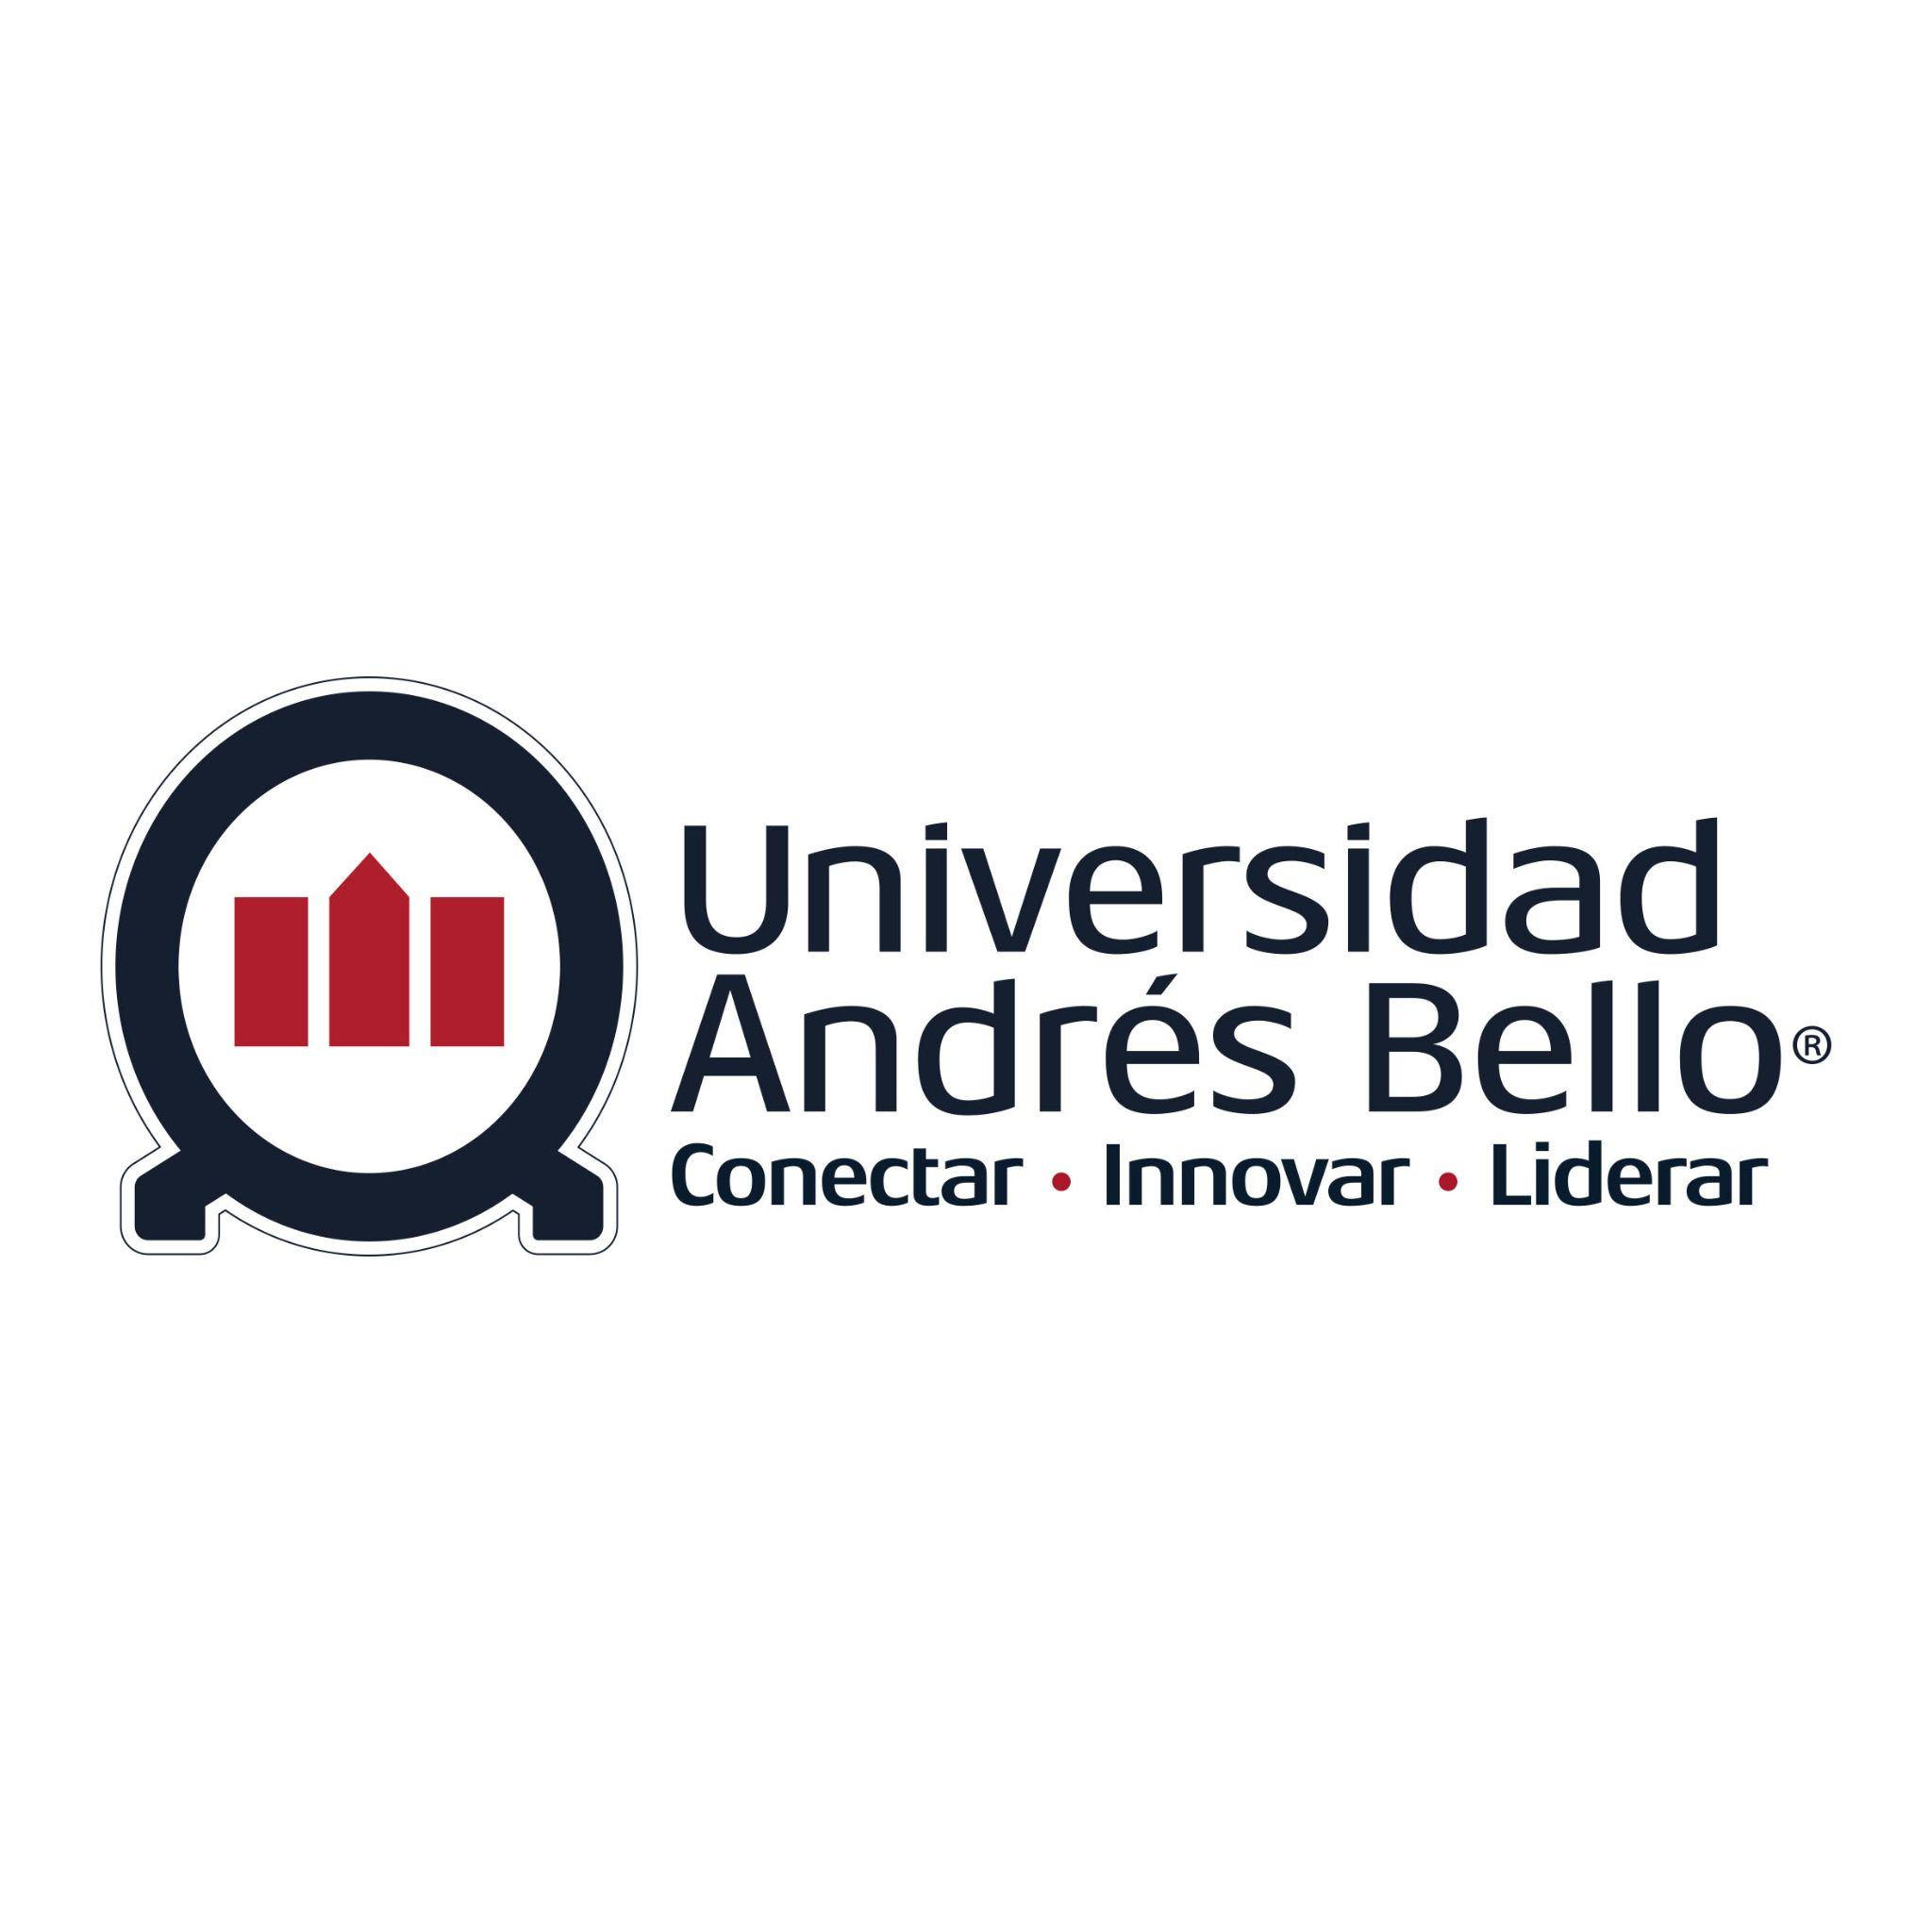 Universidad
Andrés Bello®
Conectar • Innovar • Liderar